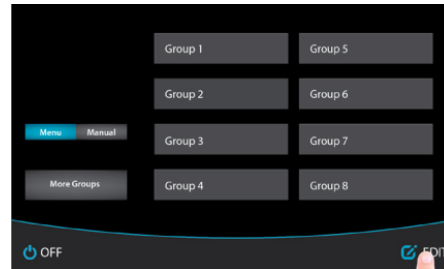 Group 1
Group 5
Group 2
Group 6
Menu
Manual
Group 3
Group 7
More Groups
Group 4
Group 8
OFF
EDIT